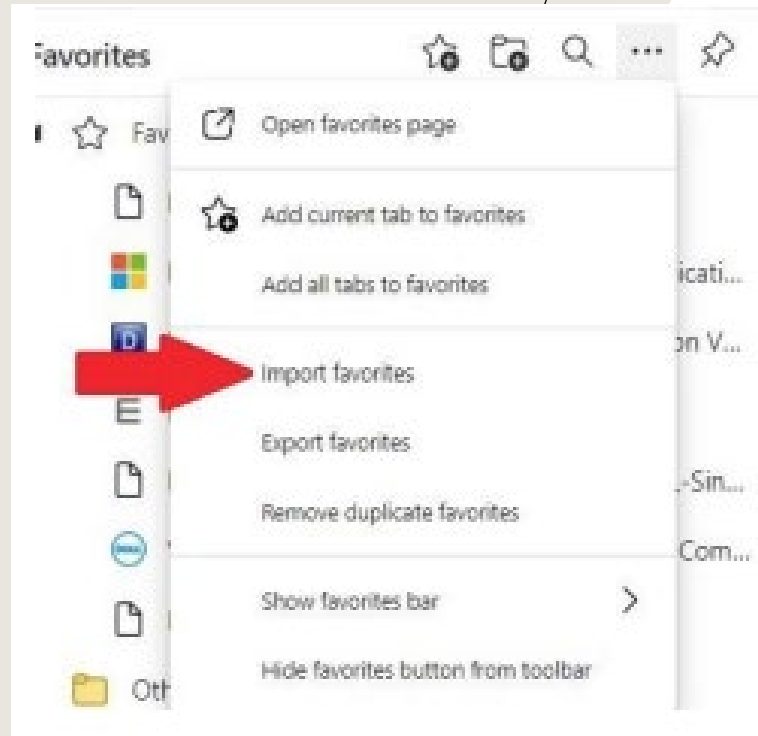 Favorites
Fav
Open favorites page
Add current tab to favorites
Add all tabs to favorites
icati...
D
on V...
Import favorites
Export favorites
-Sin...
Remove duplicate favorites
DELL
Com...
Show favorites bar
Hide favorites button from toolbar
Oth